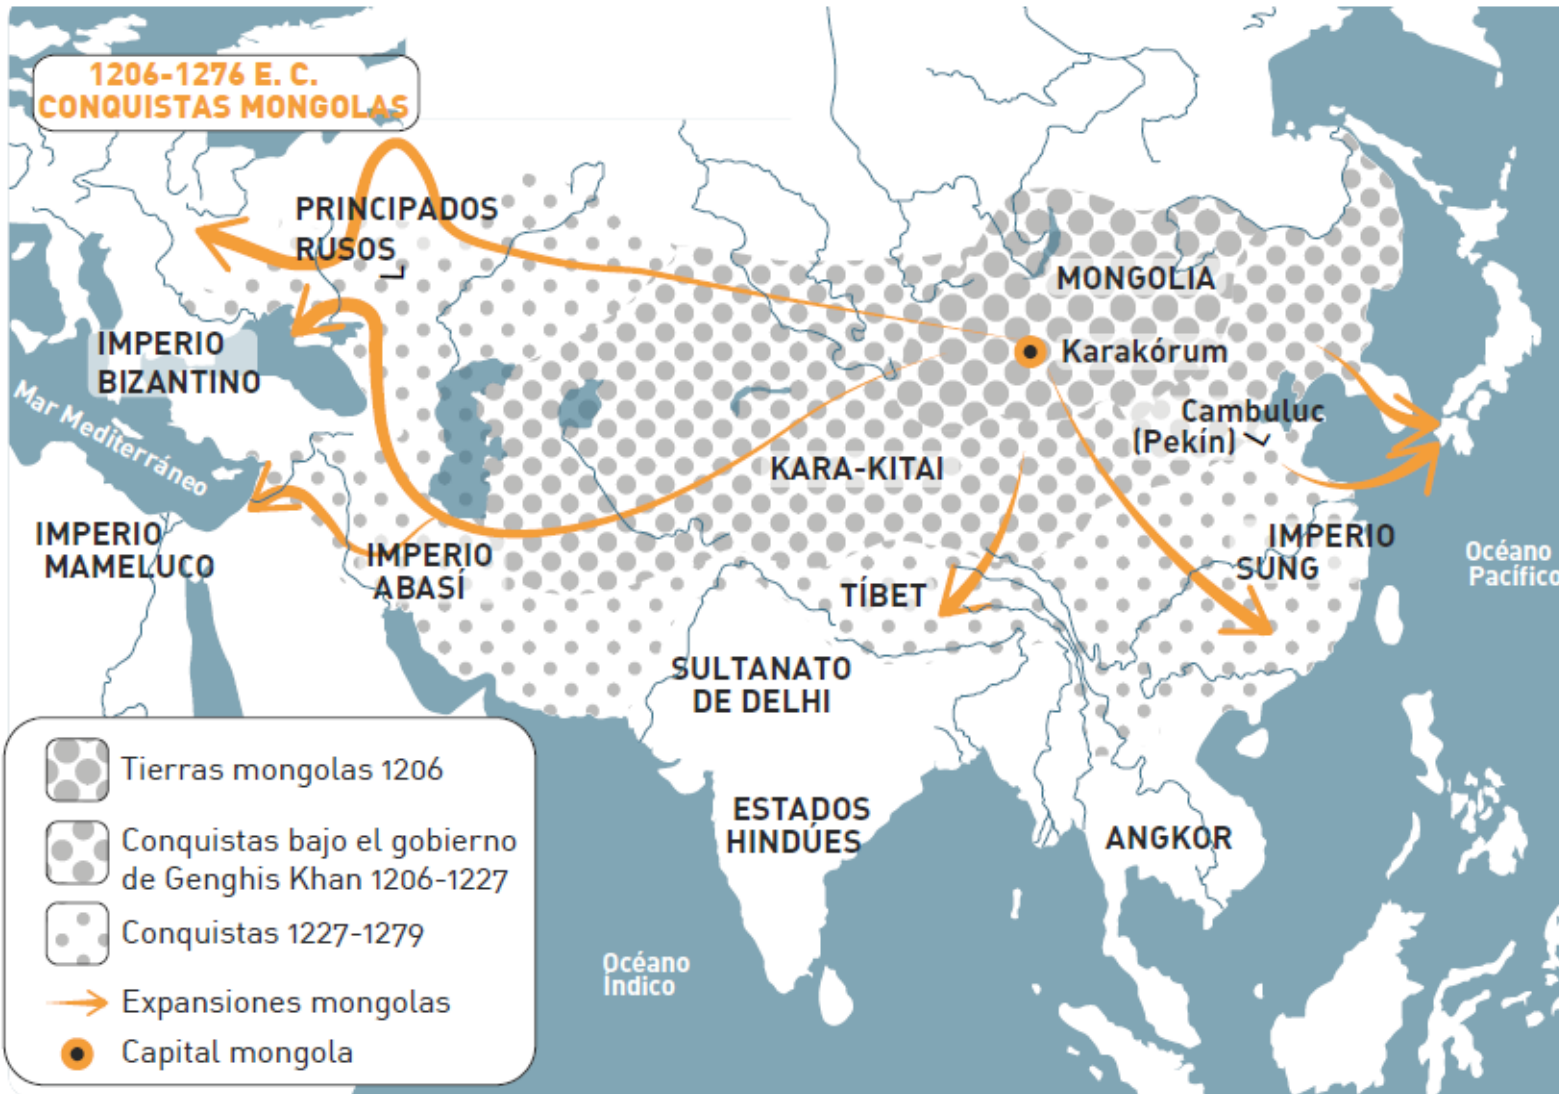 1206-1276 E. C.
CONQUISTAS MONGOLAS
PRINCIPADOS
RUSOS
MONGOLIA
IMPERIO
BIZANTINO
Karakórum
Mar Mediterráneo
Cambuluc
(Pekín)
KARA-KITAI
IMPERIO
MAMELUCO
IMPERIO
ABASÍ
IMPERIO
SUNG
Océano
Pacífico
TÍBET
SULTANATO
DE DELHI
ESTADOS
HINDÚES
ANGKOR
Océano
Índico
Tierras mongolas 1206
Conquistas bajo el gobierno
de Genghis Khan 1206-1227
Conquistas 1227-1279
Expansiones mongolas
Capital mongola